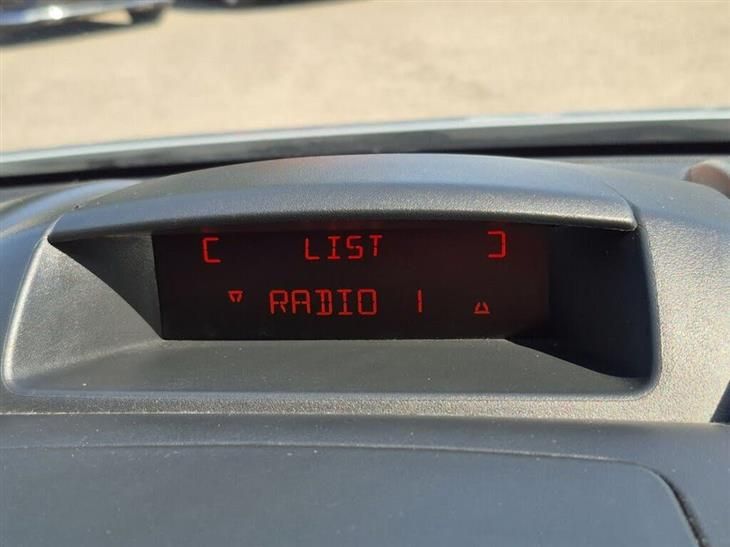 [ LIST ]
▽ RADIO 1 △